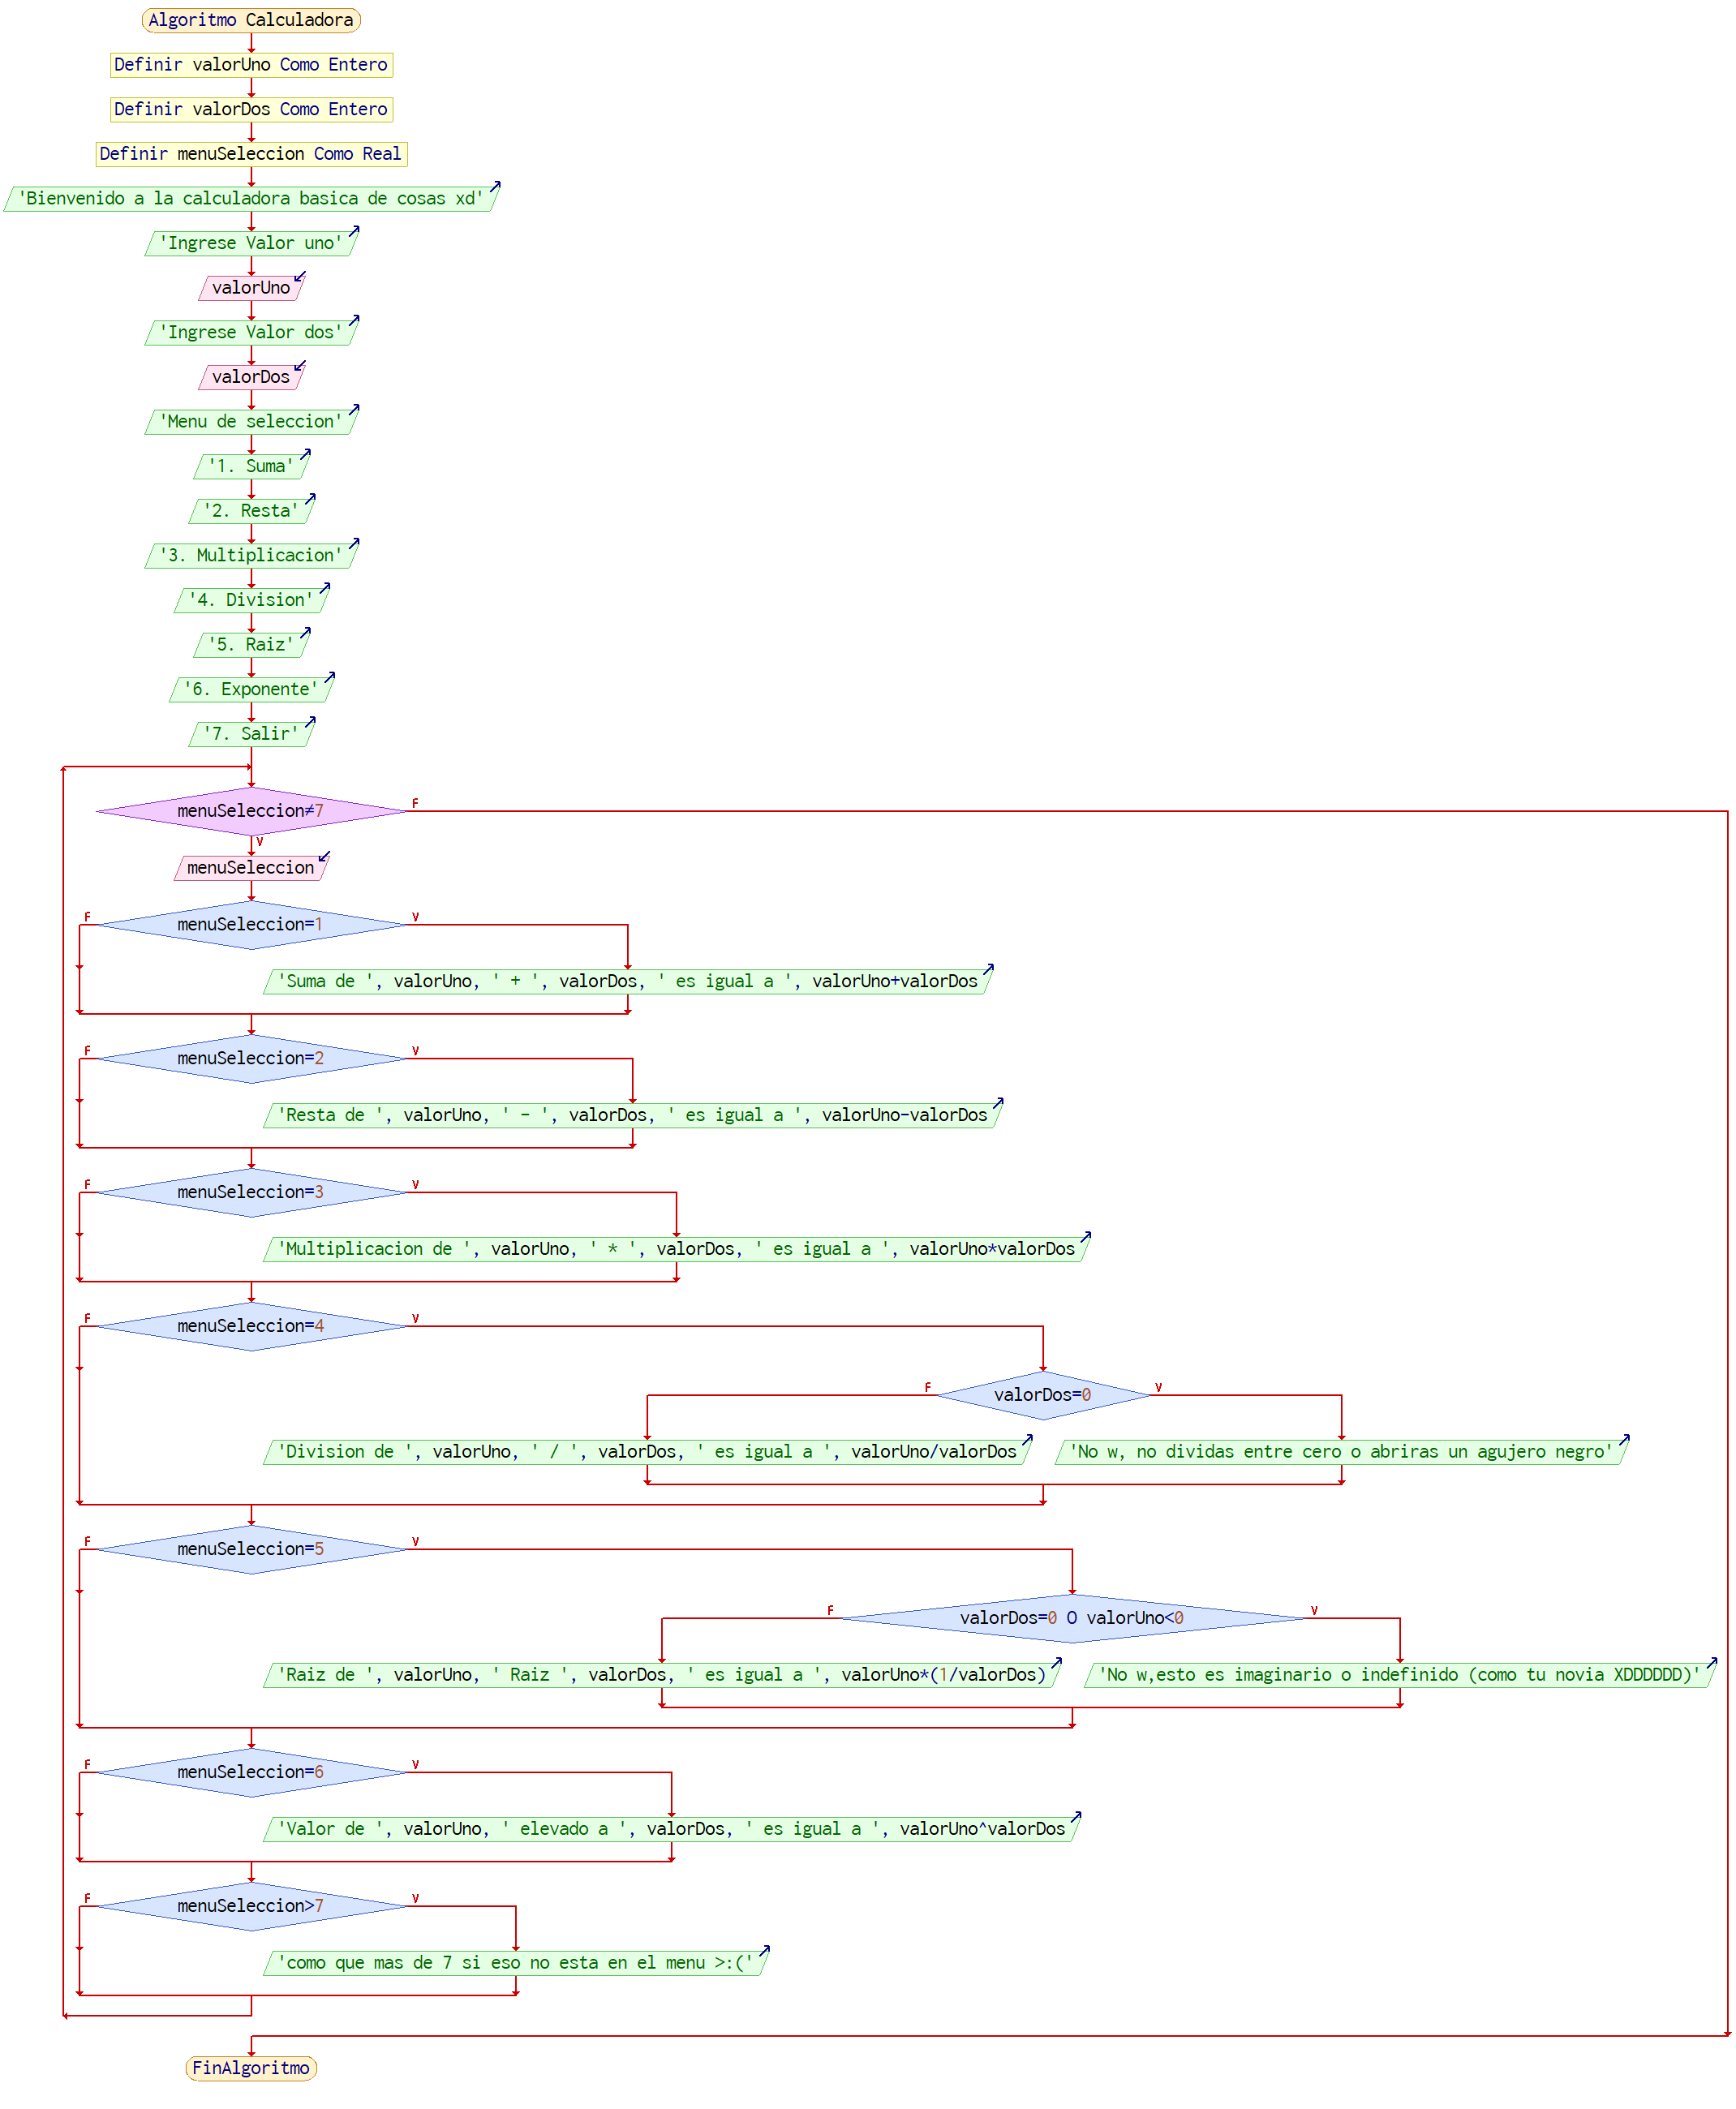 Algoritmo Calculadora
Definir valorUno Como Entero
Definir valorDos Como Entero
Definir menuSeleccion Como Real
'Bienvenido a la calculadora basica de cosas xd'
'Ingrese Valor uno'
valorUno
'Ingrese Valor dos'
valorDos
'Menu de seleccion'
'1. Suma'
'2. Resta'
'3. Multiplicacion'
'4. Division'
'5. Raiz'
'6. Exponente'
'7. Salir'
menuSeleccion≠7 F
V
menuSeleccion
F menuSeleccion=1 V
'Suma de ', valorUno, ' + ', valorDos, ' es igual a ', valorUno+valorDos
F menuSeleccion=2 V
'Resta de ', valorUno, ' - ', valorDos, ' es igual a ', valorUno-valorDos
F menuSeleccion=3 V
'Multiplicacion de ', valorUno, ' * ', valorDos, ' es igual a ', valorUno*valorDos
F menuSeleccion=4 V
F valorDos=0 V
'Division de ', valorUno, ' / ', valorDos, ' es igual a ', valorUno/valorDos
'No w, no dividas entre cero o abriras un agujero negro'
F menuSeleccion=5 V
F valorDos=0 O valorUno<0 V
'Raiz de ', valorUno, ' Raiz ', valorDos, ' es igual a ', valorUno*(1/valorDos)
'No w,esto es imaginario o indefinido (como tu novia XDDDDDD)'
F menuSeleccion=6 V
'Valor de ', valorUno, ' elevado a ', valorDos, ' es igual a ', valorUno^valorDos
F menuSeleccion>7 V
'como que mas de 7 si eso no esta en el menu >:('
FinAlgoritmo